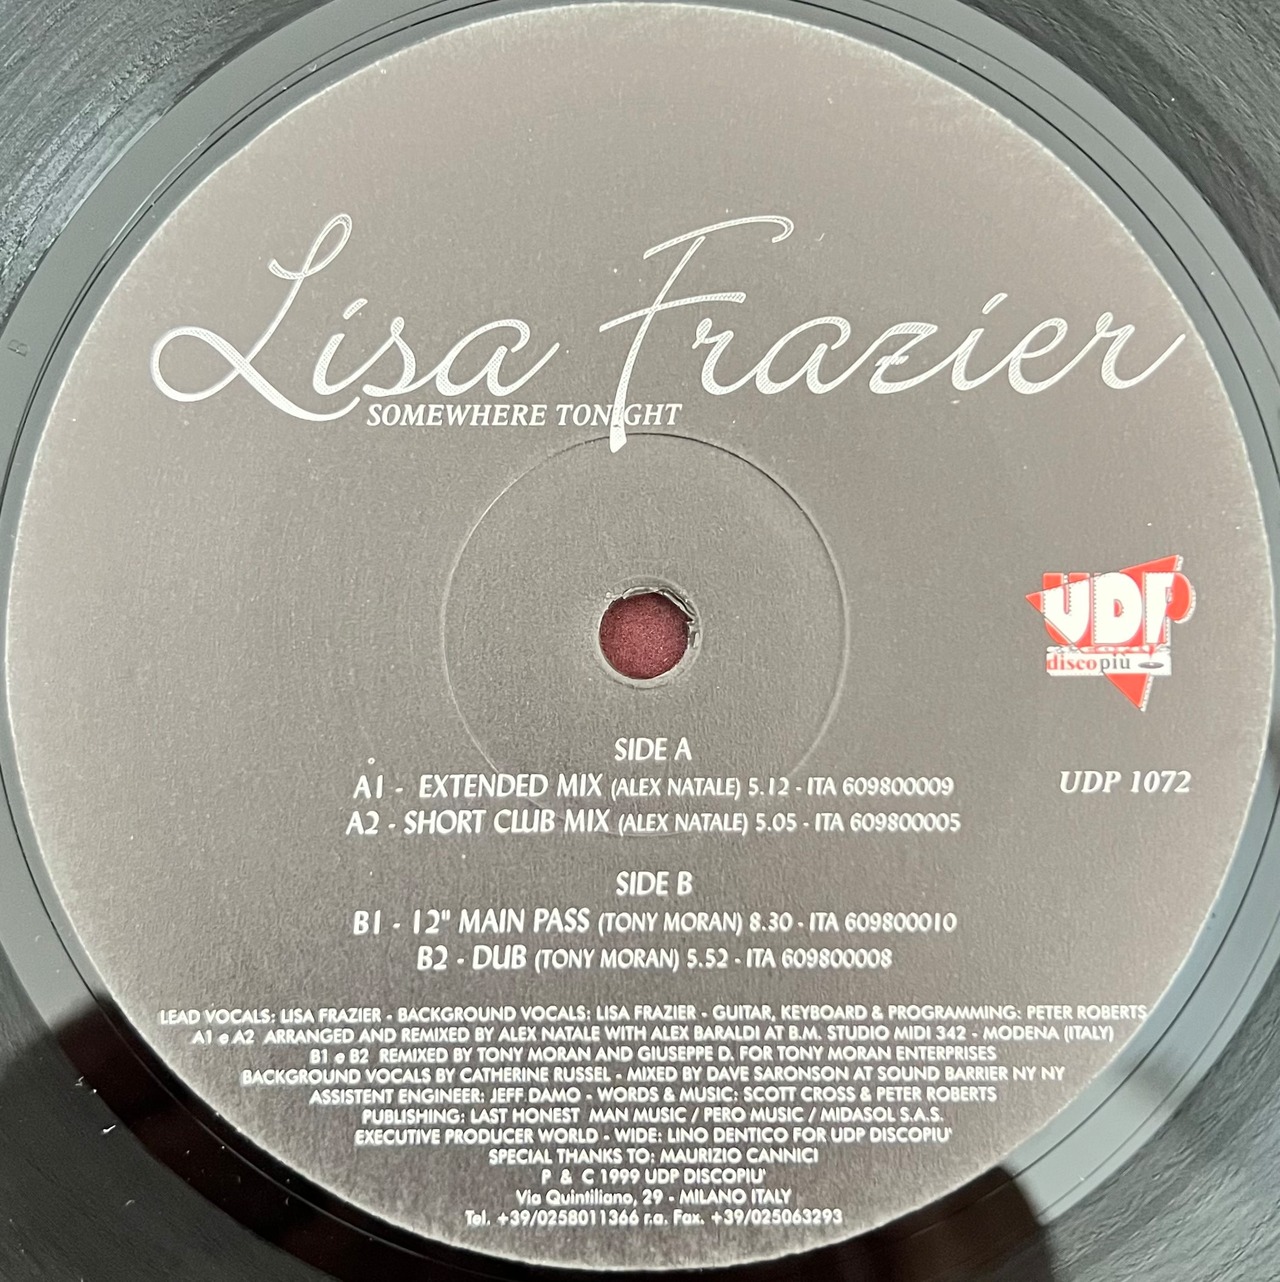 Lisa Frazier
SOMEWHERE TONIGHT
UDP
discopiù
SIDE A
A1 - EXTENDED MIX (ALEX NATALE) 5.12 - ITA 609800009
UDP 1072
A2 - SHORT CLUB MIX (ALEX NATALE) 5.05 - ITA 609800005
SIDE B
B1 - 12" MAIN PASS (TONY MORAN) 8.30 - ITA 609800010
B2 - DUB (TONY MORAN) 5.52 - ITA 609800008
LEAD VOCALS: LISA FRAZIER - BACKGROUND VOCALS: LISA FRAZIER - GUITAR, KEYBOARD & PROGRAMMING: PETER ROBERTS
A1 e A2 ARRANGED AND REMIXED BY ALEX NATALE WITH ALEX BARALDI AT B.M. STUDIO MIDI 342 - MODENA (ITALY)
B1 e B2 REMIXED BY TONY MORAN AND GIUSEPPE D. FOR TONY MORAN ENTERPRISES
BACKGROUND VOCALS BY CATHERINE RUSSEL - MIXED BY DAVE SARONSON AT SOUND BARRIER NY NY
ASSISTENT ENGINEER: JEFF DAMO - WORDS & MUSIC: SCOTT CROSS & PETER ROBERTS
PUBLISHING: LAST HONEST MAN MUSIC / PERO MUSIC / MIDASOL S.A.S.
EXECUTIVE PRODUCER WORLD - WIDE: LINO DENTICO FOR UDP DISCOPIU'
SPECIAL THANKS TO: MAURIZIO CANNICI
P & C 1999 UDP DISCOPIU'
Via Quintiliano, 29 - MILANO ITALY
Tel. +39/0258011366 r.a. Fax. +39/025063293